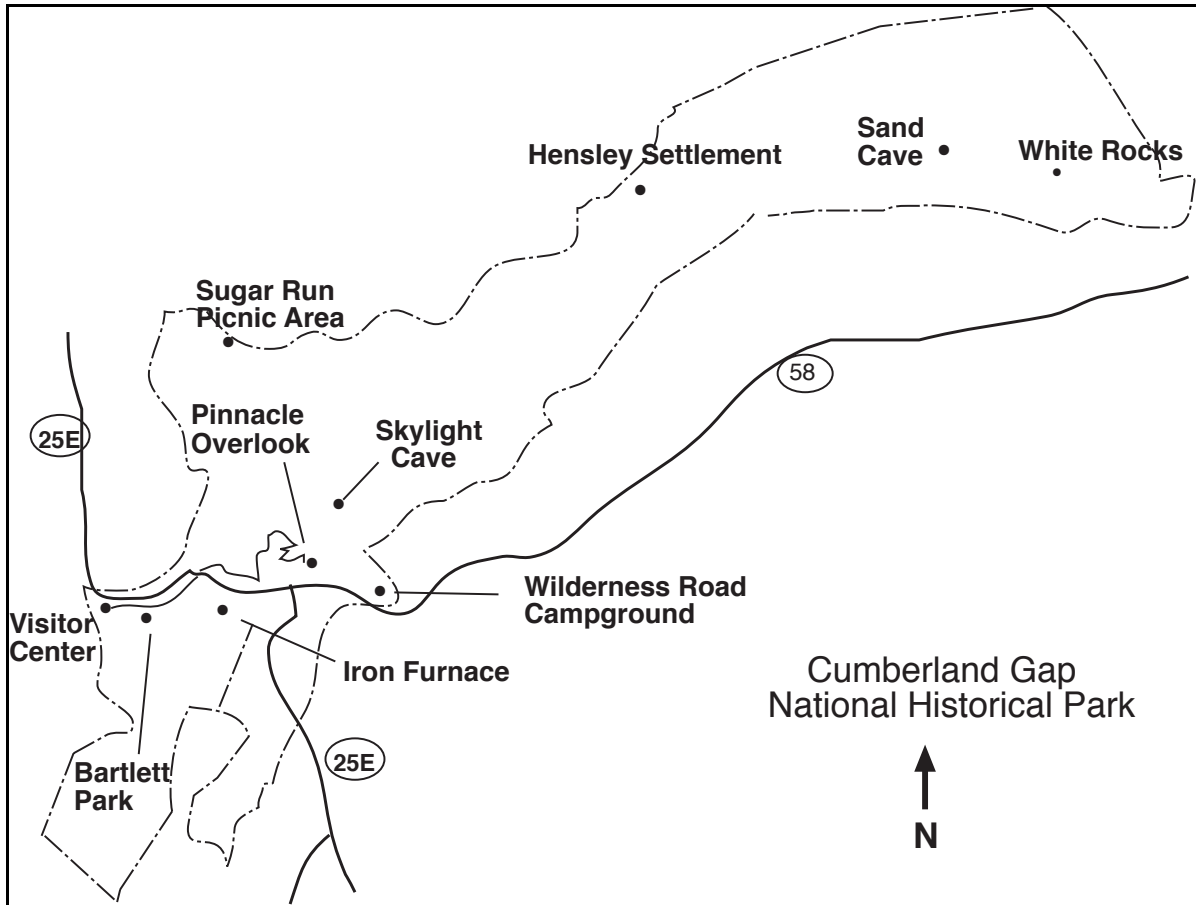 Sand
Cave
White Rocks
Hensley Settlement
Sugar Run
Picnic Area
58
25E
Pinnacle
Overlook
Skylight
Cave
Wilderness Road
Campground
Visitor
Center
Iron Furnace
Cumberland Gap
National Historical Park
25E
Bartlett
Park
N